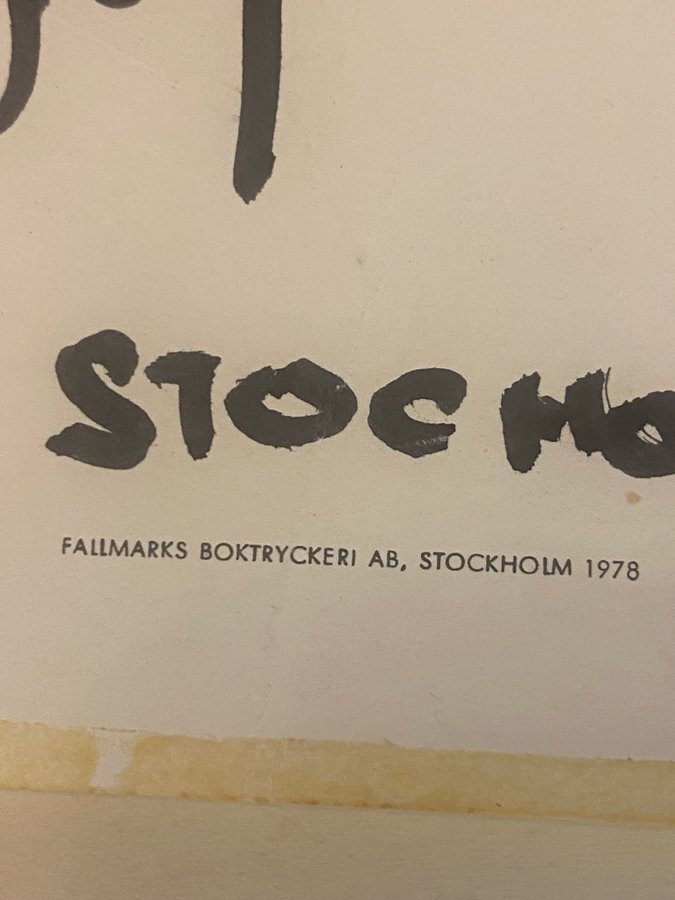 STOCHO
FALLMARKS BOKTRYCKERI AB, STOCKHOLM 1978